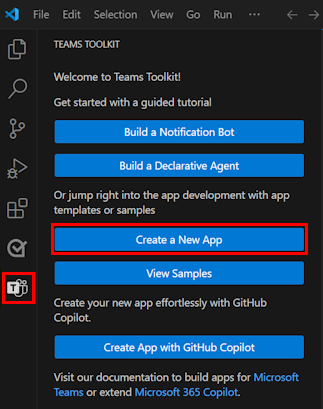 File Edit Selection View Go ...
TEAMS TOOLKIT
Welcome to Teams Toolkit!
Get started with a guided tutorial
Build a Notification Bot
Build a Declarative Agent
Or jump right into the app development with app
templates or samples
Create a New App
View Samples
T
Create your new app effortlessly with GitHub
Copilot.
Create App with GitHub Copilot
Visit our documentation to build apps for Microsoft
Teams or extend Microsoft 365 Copilot.